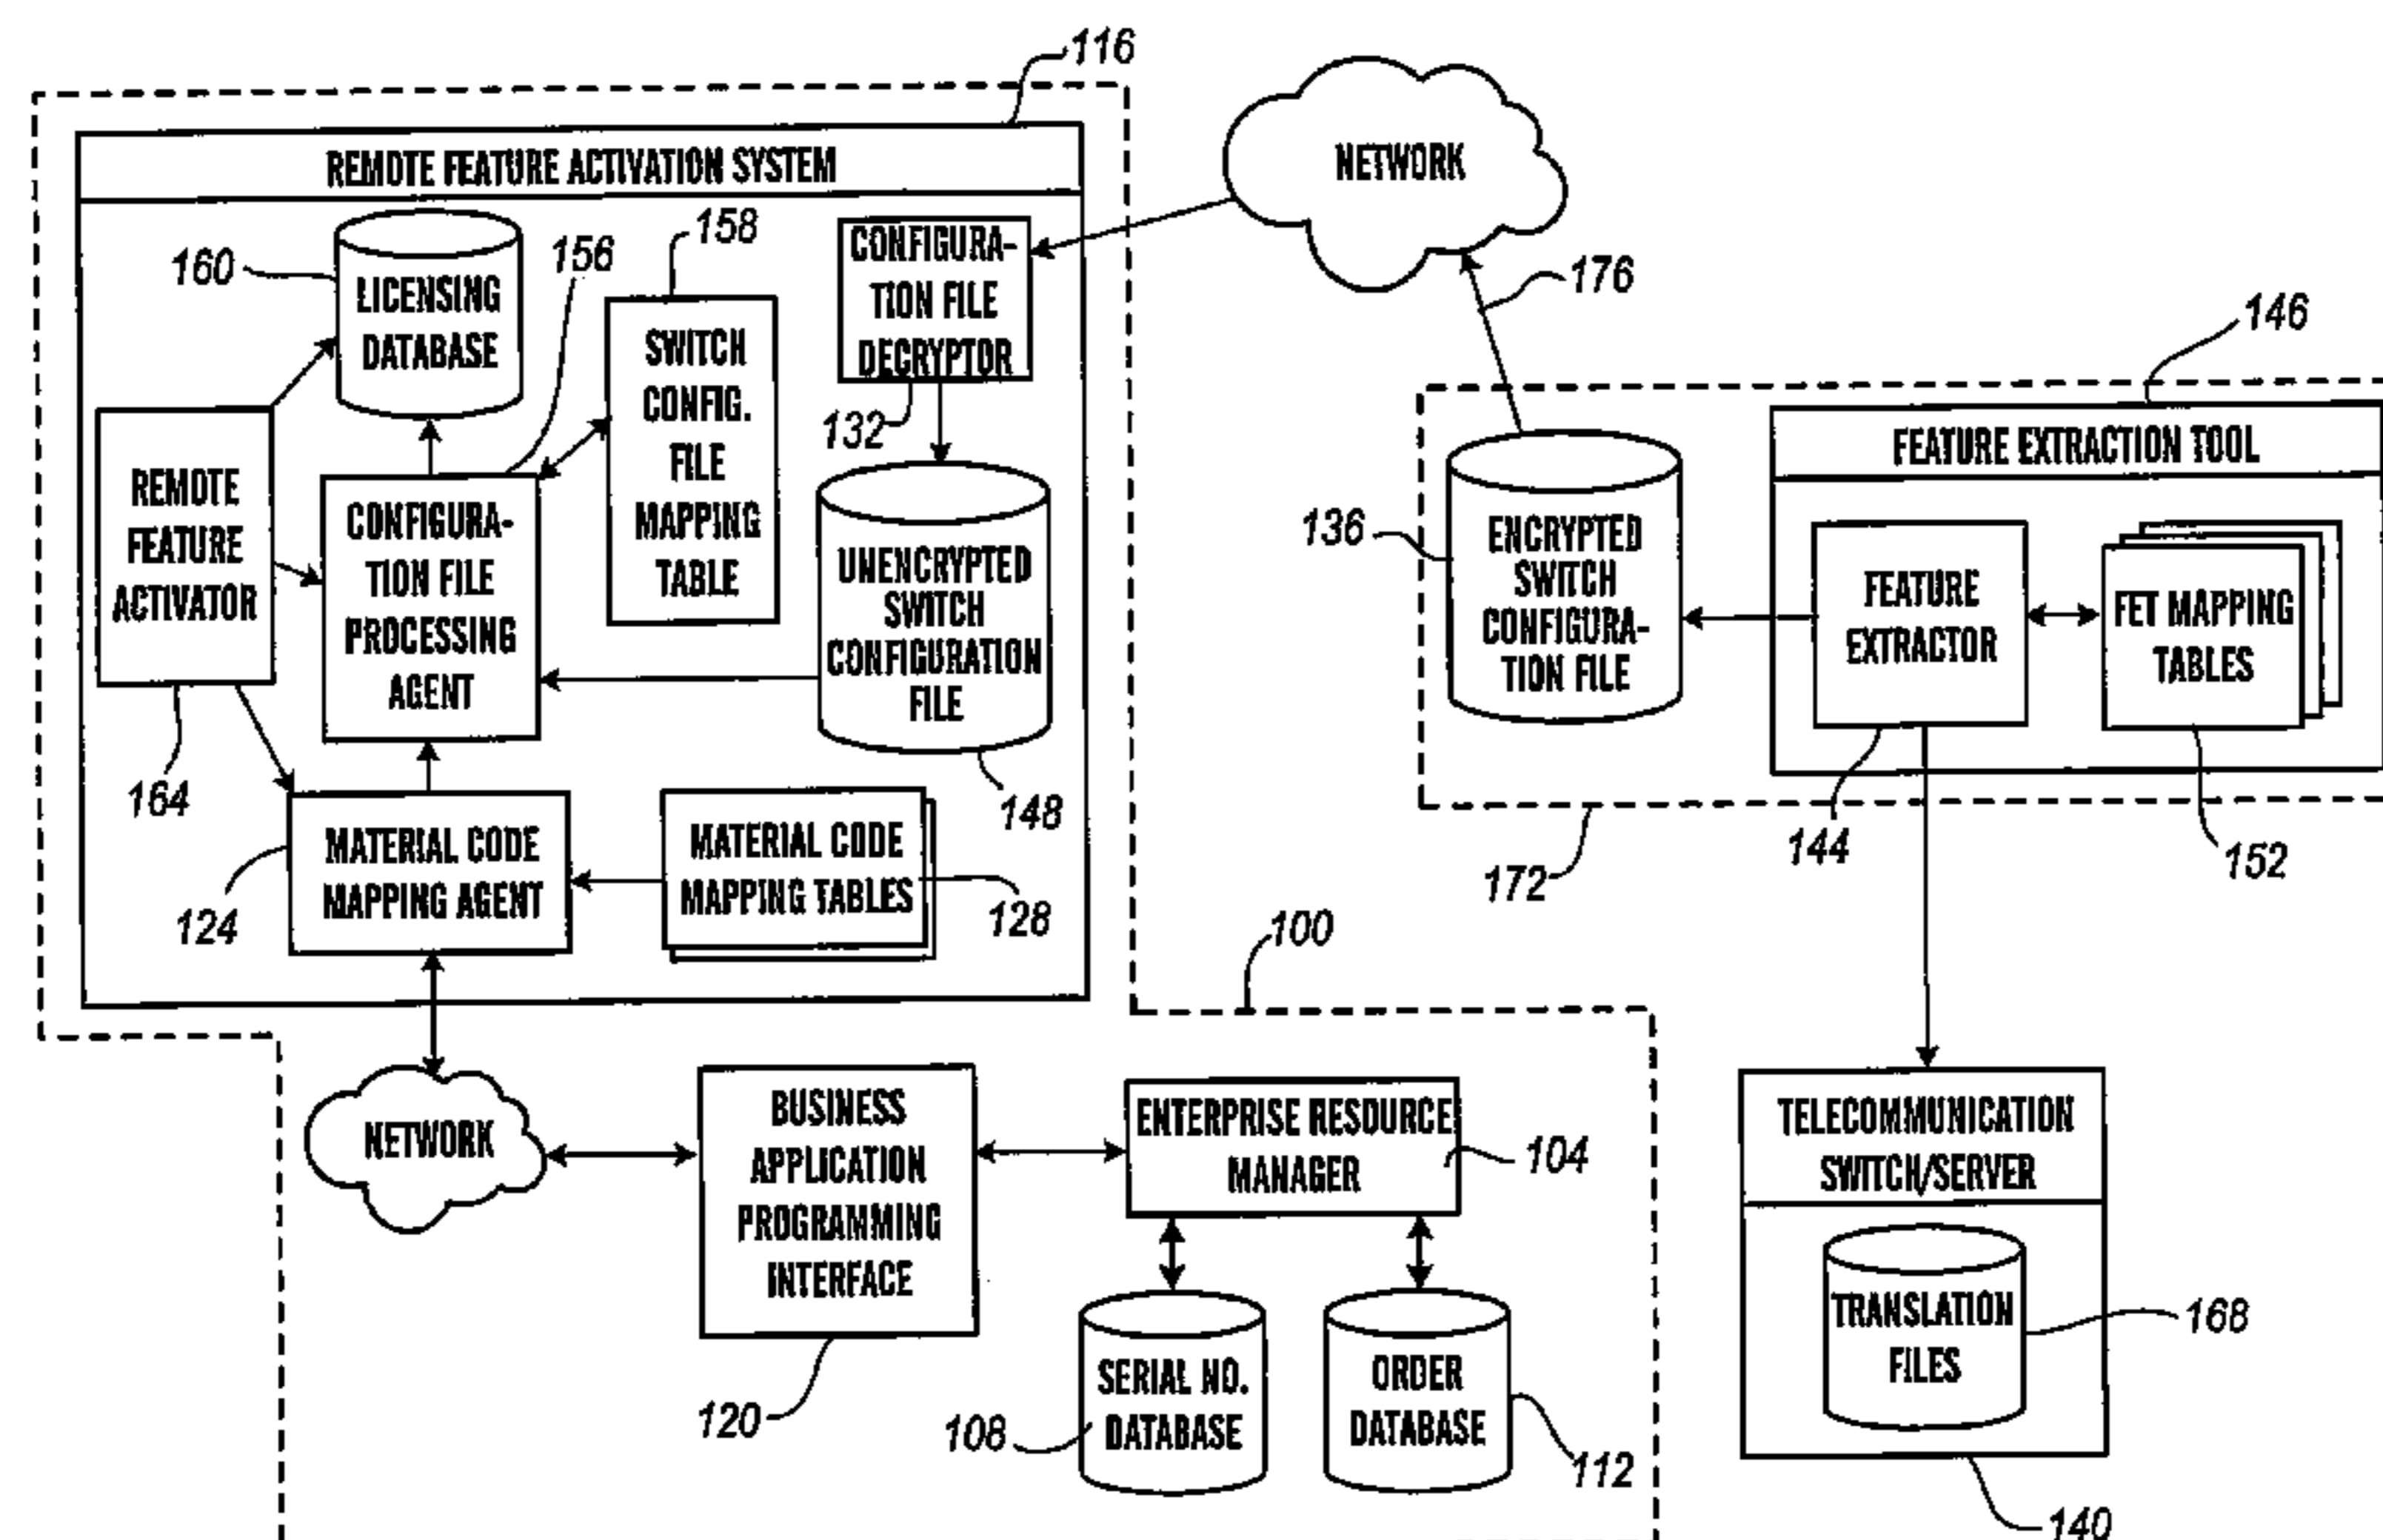 116
REMOTE FEATURE ACTIVATION SYSTEM
160
LICENSING
DATABASE
156
158
SWITCH
CONFIG.
FILE
MAPPING
TABLE
CONFIGURA-
TION FILE
DECRYPTOR
132
REMOTE
FEATURE
ACTIVATOR
164
CONFIGURA-
TION FILE
PROCESSING
AGENT
UNENCRYPTED
SWITCH
CONFIGURATION
FILE
148
MATERIAL CODE
MAPPING AGENT
124
MATERIAL CODE
MAPPING TABLES
128
NETWORK
176
146
FEATURE EXTRACTION TOOL
136
ENCRYPTED
SWITCH
CONFIGURA-
TION FILE
FEATURE
EXTRACTOR
FET MAPPING
TABLES
144
152
172
100
NETWORK
BUSINESS
APPLICATION
PROGRAMMING
INTERFACE
120
ENTERPRISE RESOURCE
MANAGER
104
SERIAL NO.
DATABASE
108
ORDER
DATABASE
112
TELECOMMUNICATION
SWITCH/SERVER
TRANSLATION
FILES
168
140